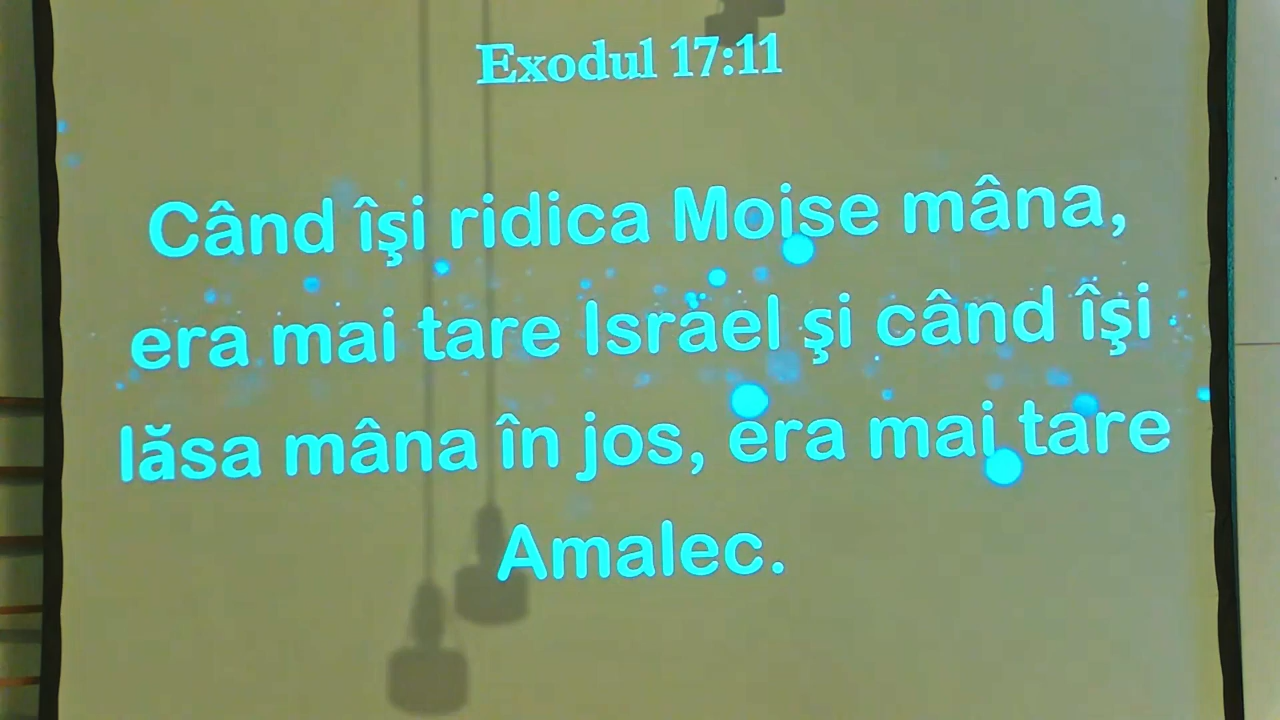 Exodul 17:11
Când îşi ridica Moise mâna,
era mai tare Israel şi când îşi
lăsa mâna în jos, era mai tare
Amalec.